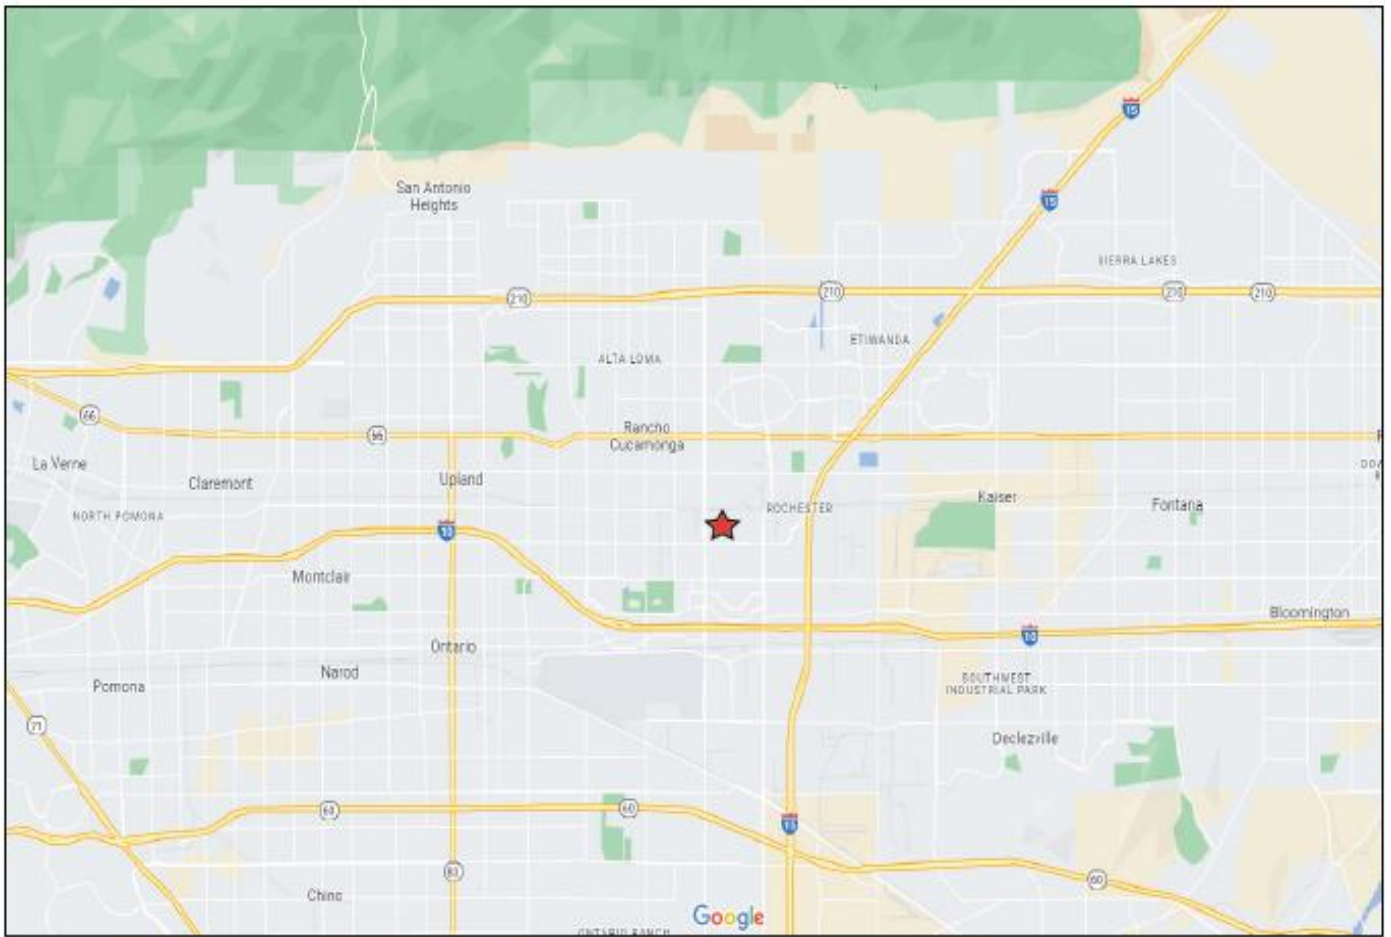 15
San Antonio
Heights
15
SIERRA LAKES
210
210
210
210
ETIWANDA
ALTA LOMA
66
66
Rancho
Cucamonga
La Verne
Claremont
Upland
Kaiser
Fontana
ROCHESTER
NORTH POMONA
10
Montclair
Bloomington
10
Ontario
Narod
Pomona
SOUTHWEST
INDUSTRIAL PARK
71
Declezville
60
60
15
83
60
Chino
Google
ONTARIO RANCH